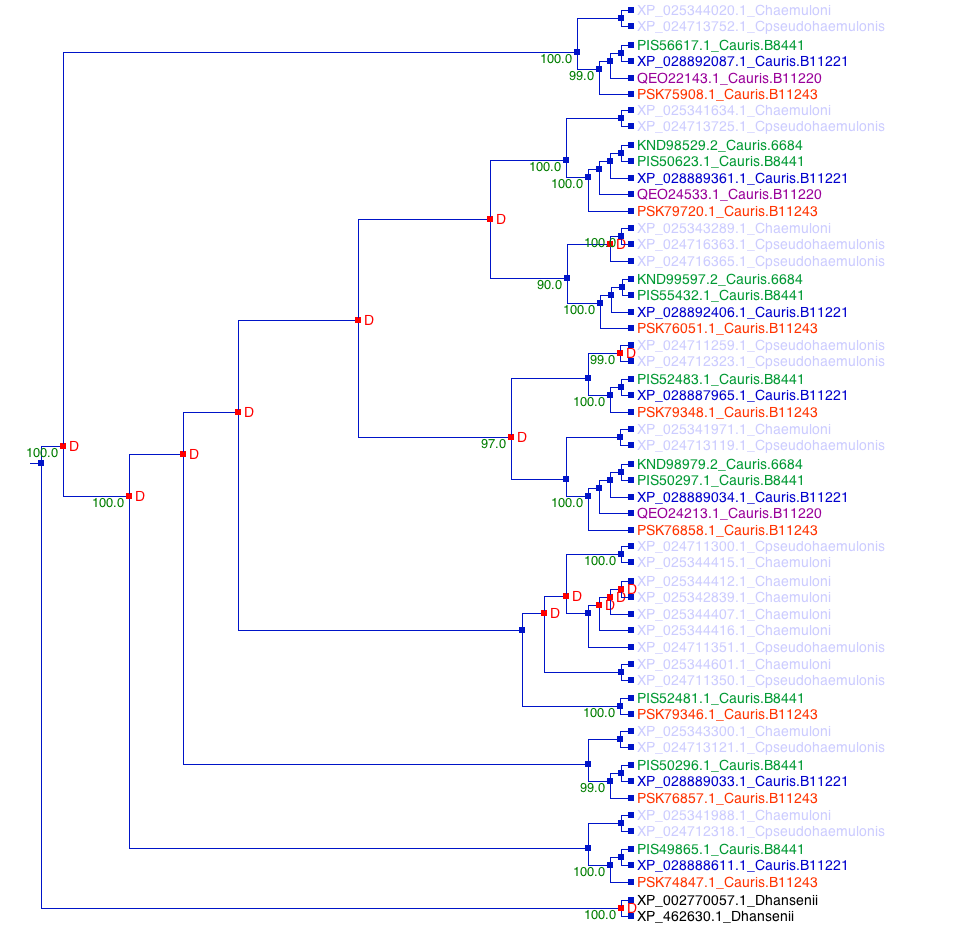 XP_025344020.1_Chaemuloni
XP_024713752.1_Cpseudohaemulonis
PIS56617.1_Cauris.B8441
100.0
XP_028892087.1_Cauris.B11221
99.0
QEO22143.1_Cauris.B11220
PSK75908.1_Cauris.B11243
XP_025341634.1_Chaemuloni
XP_024713725.1_Cpseudohaemulonis
KND98529.2_Cauris.6684
PIS50623.1_Cauris.B8441
100.0
XP_028889361.1_Cauris.B11221
100.0
QEO24533.1_Cauris.B11220
PSK79720.1_Cauris.B11243
D
XP_025343289.1_Chaemuloni
100.0 D
XP_024716363.1_Cpseudohaemulonis
XP_024716365.1_Cpseudohaemulonis
KND99597.2_Cauris.6684
90.0
PIS55432.1_Cauris.B8441
100.0
XP_028892406.1_Cauris.B11221
D
PSK76051.1_Cauris.B11243
XP_024711259.1_Cpseudohaemulonis
99.0 D
XP_024712323.1_Cpseudohaemulonis
PIS52483.1_Cauris.B8441
XP_028887965.1_Cauris.B11221
100.0
D
PSK79348.1_Cauris.B11243
XP_025341971.1_Chaemuloni
97.0 D
XP_024713119.1_Cpseudohaemulonis
100.0 D
D
KND98979.2_Cauris.6684
PIS50297.1_Cauris.B8441
100.0 D
XP_028889034.1_Cauris.B11221
100.0
QEO24213.1_Cauris.B11220
PSK76858.1_Cauris.B11243
XP_024711300.1_Cpseudohaemulonis
100.0
XP_025344415.1_Chaemuloni
XP_025344412.1_Chaemuloni
D D D
XP_025342839.1_Chaemuloni
D D
XP_025344407.1_Chaemuloni
XP_025344416.1_Chaemuloni
XP_024711351.1_Cpseudohaemulonis
XP_025344601.1_Chaemuloni
XP_024711350.1_Cpseudohaemulonis
PIS52481.1_Cauris.B8441
100.0
PSK79346.1_Cauris.B11243
XP_025343300.1_Chaemuloni
XP_024713121.1_Cpseudohaemulonis
PIS50296.1_Cauris.B8441
XP_028889033.1_Cauris.B11221
99.0
PSK76857.1_Cauris.B11243
XP_025341988.1_Chaemuloni
XP_024712318.1_Cpseudohaemulonis
PIS49865.1_Cauris.B8441
XP_028888611.1_Cauris.B11221
100.0
PSK74847.1_Cauris.B11243
XP_002770057.1_Dhansenii
100.0 D
XP_462630.1_Dhansenii